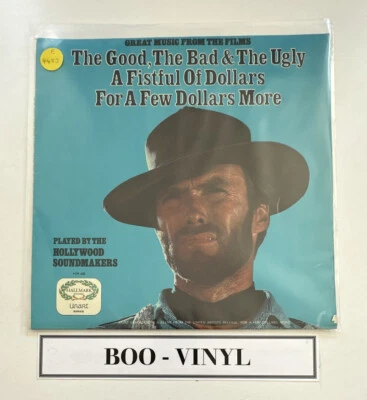 GREAT MUSIC FROM THE FILMS
The Good, The Bad & The Ugly
A Fistful Of Dollars
For A Few Dollars More
PLAYED BY THE
HOLLYWOOD
SOUNDMAKERS
HALLMARK
BOO - VINYL